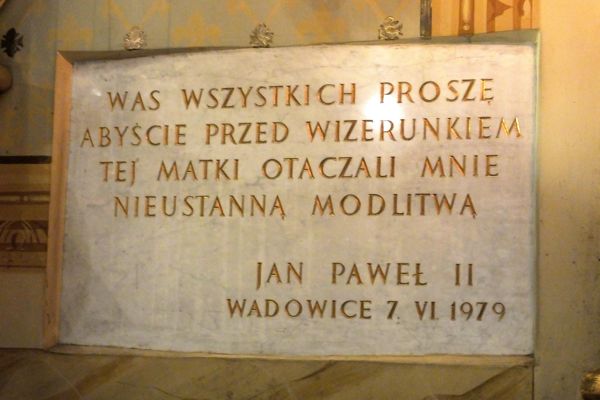 WAS WSZYSTKICH PROSZĘ
ABYŚCIE PRZED WIZERUNKIEM
TEJ MATKI OTACZALI MNIE
NIEUSTANNĄ MODLITWĄ
JAN PAWEŁ II
WADOWICE 7. VI. 1979